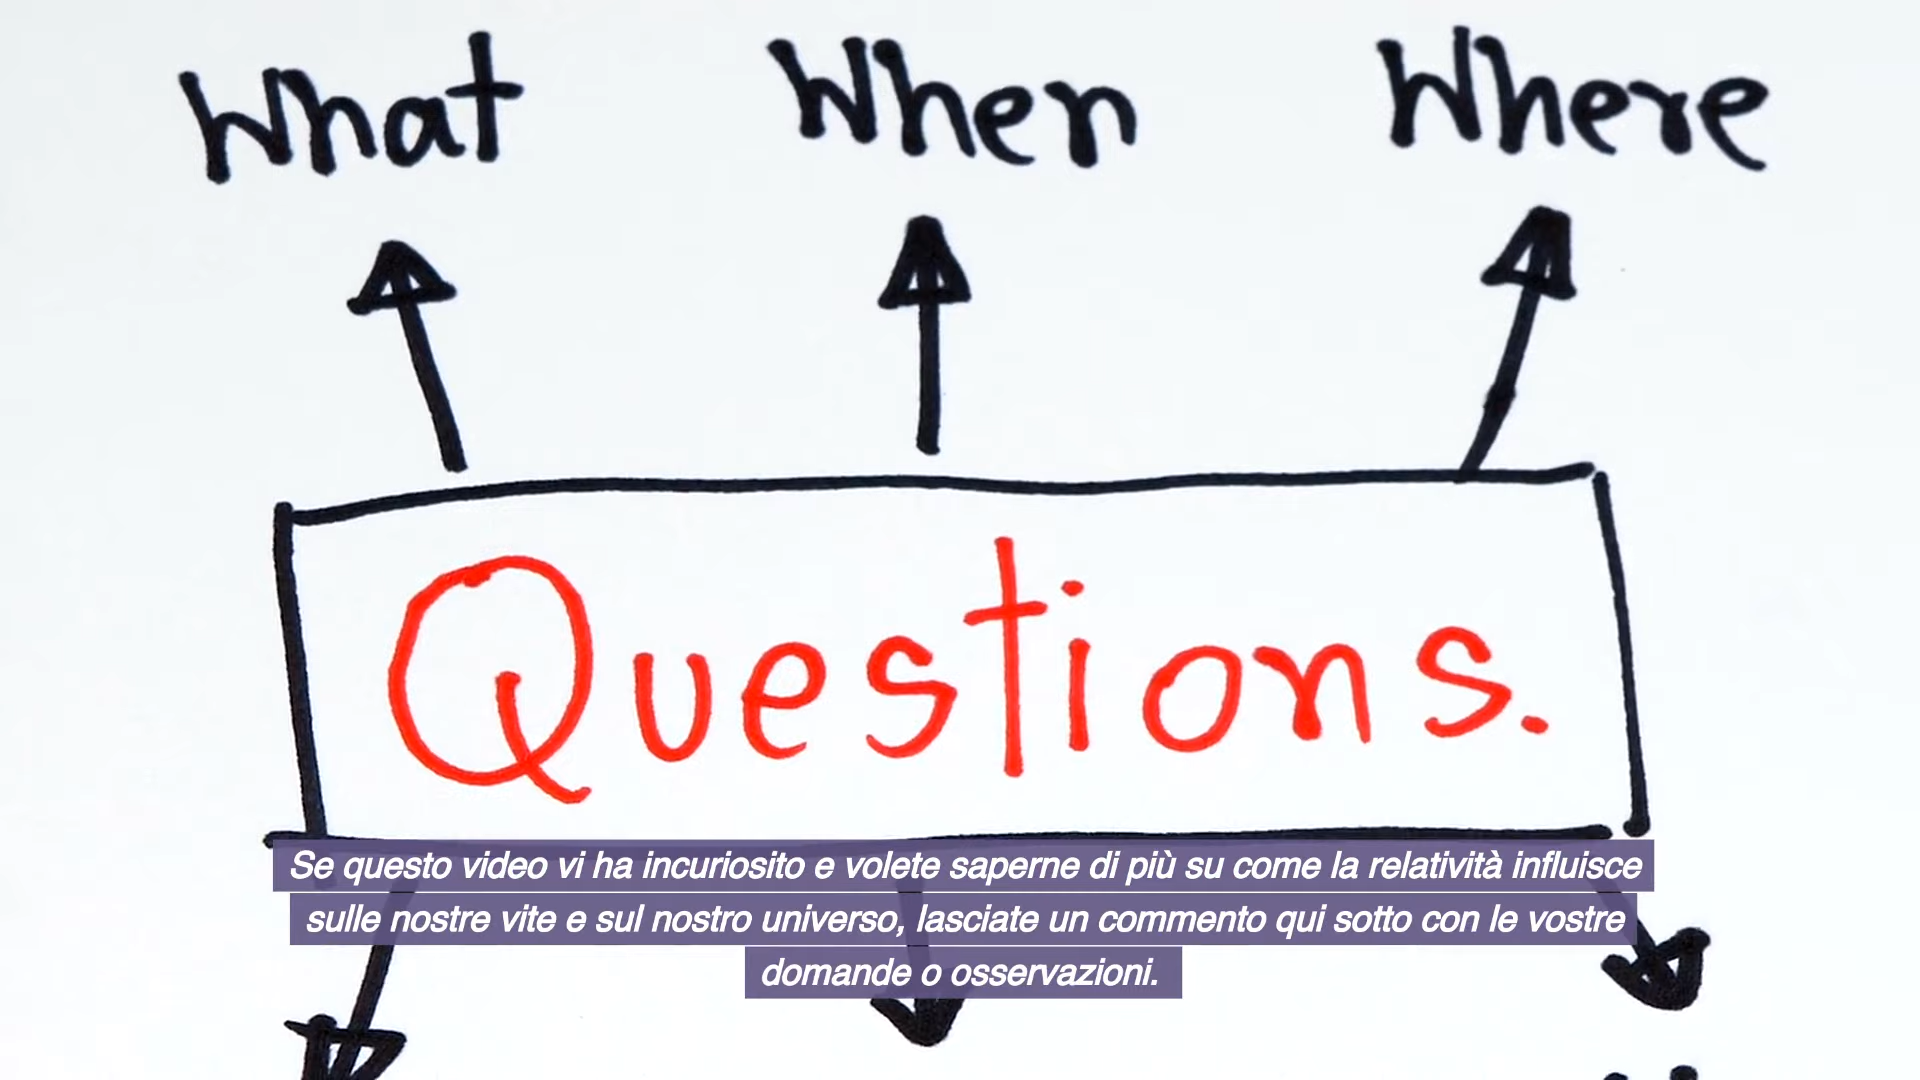 What When Where
Questions.
Se questo video vi ha incuriosito e volete saperne di più su come la relatività influisce
sulle nostre vite e sul nostro universo, lasciate un commento qui sotto con le vostre
domande o osservazioni.